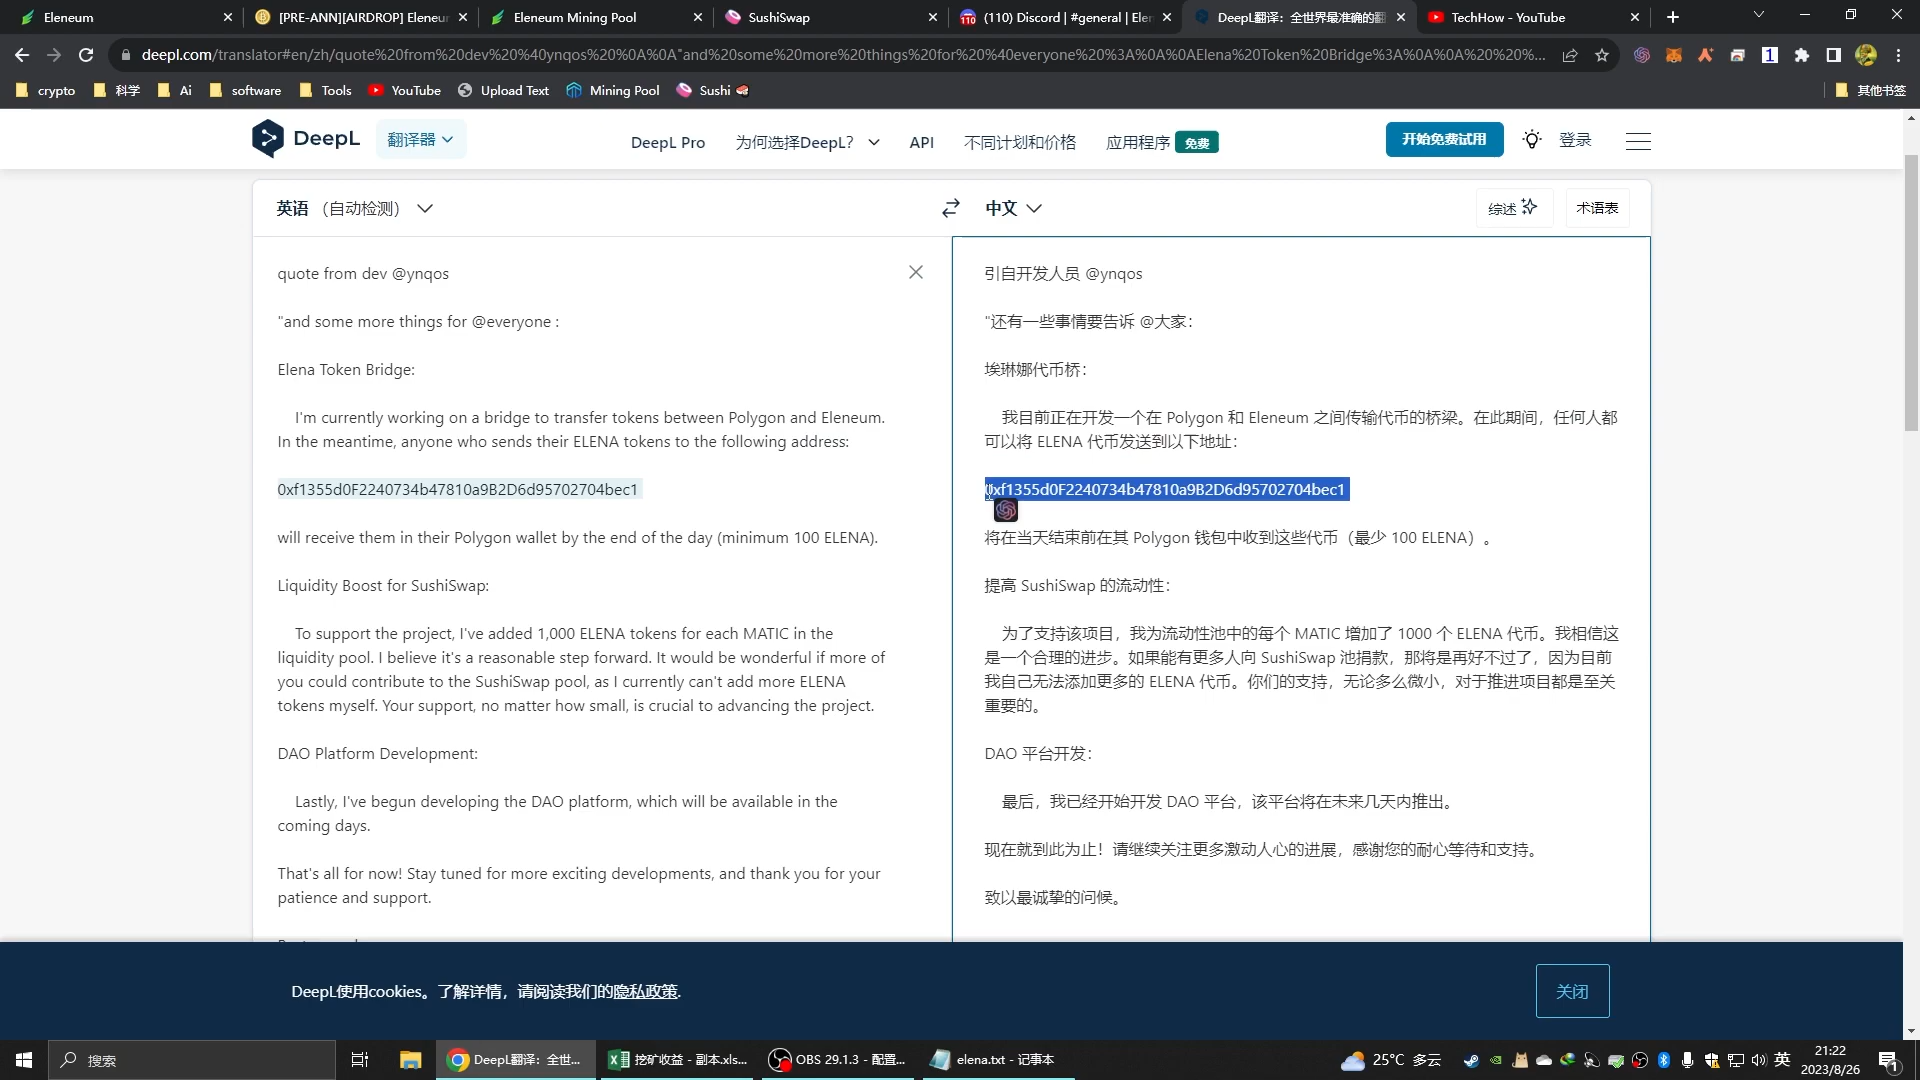 Eleneum
[PRE-ANN][AIRDROP] Eleneu
Eleneum Mining Pool
SushiSwap
(110) Discord | #general | Eler
DeepL翻译：全世界最准确的翻
TechHow - YouTube
deepl.com/translator#en/zh/quote%20from%20dev%20%40ynqos%20%0A%0A"and%20some%20more%20things%20for%20%40everyone%20%3A%0A%0AElena%20Token%20Bridge%3A%0A%0A%20%20%...
crypto
科学
Ai
software
Tools
YouTube
Upload Text
Mining Pool
Sushi
其他书签
DeepL
翻译器
DeepL Pro
为何选择DeepL？
API
不同计划和价格
应用程序 免费
开始免费试用
登录
英语 （自动检测）
中文
综述
术语表
quote from dev @ynqos
"and some more things for @everyone :
Elena Token Bridge:
I'm currently working on a bridge to transfer tokens between Polygon and Eleneum.
In the meantime, anyone who sends their ELENA tokens to the following address:
0xf1355d0F2240734b47810a9B2D6d95702704bec1
will receive them in their Polygon wallet by the end of the day (minimum 100 ELENA).
Liquidity Boost for SushiSwap:
To support the project, I've added 1,000 ELENA tokens for each MATIC in the
liquidity pool. I believe it's a reasonable step forward. It would be wonderful if more of
you could contribute to the SushiSwap pool, as I currently can't add more ELENA
tokens myself. Your support, no matter how small, is crucial to advancing the project.
DAO Platform Development:
Lastly, I've begun developing the DAO platform, which will be available in the
coming days.
That's all for now! Stay tuned for more exciting developments, and thank you for your
patience and support.
引自开发人员 @ynqos
“还有一些事情要告诉 @大家：
埃琳娜代币桥：
我目前正在开发一个在 Polygon 和 Eleneum 之间传输代币的桥梁。在此期间，任何人都
可以将 ELENA 代币发送到以下地址：
0xf1355d0F2240734b47810a9B2D6d95702704bec1
将在当天结束前在其 Polygon 钱包中收到这些代币（最少 100 ELENA）。
提高 SushiSwap 的流动性：
为了支持该项目，我为流动性池中的每个 MATIC 增加了 1000 个 ELENA 代币。我相信这
是一个合理的进步。如果能有更多人向 SushiSwap 池捐款，那将是再好不过了，因为目前
我自己无法添加更多的 ELENA 代币。你们的支持，无论多么微小，对于推进项目都是至关
重要的。
DAO 平台开发：
最后，我已经开始开发 DAO 平台，该平台将在未来几天内推出。
现在就到此为止！请继续关注更多激动人心的进展，感谢您的耐心等待和支持。
致以最诚挚的问候。
DeepL使用cookies。了解详情，请阅读我们的隐私政策.
关闭
搜索
DeepL翻译：全世...
挖矿收益 - 副本.xls...
OBS 29.1.3 - 配置...
elena.txt - 记事本
25°C 多云
英
21:22
2023/8/26
1